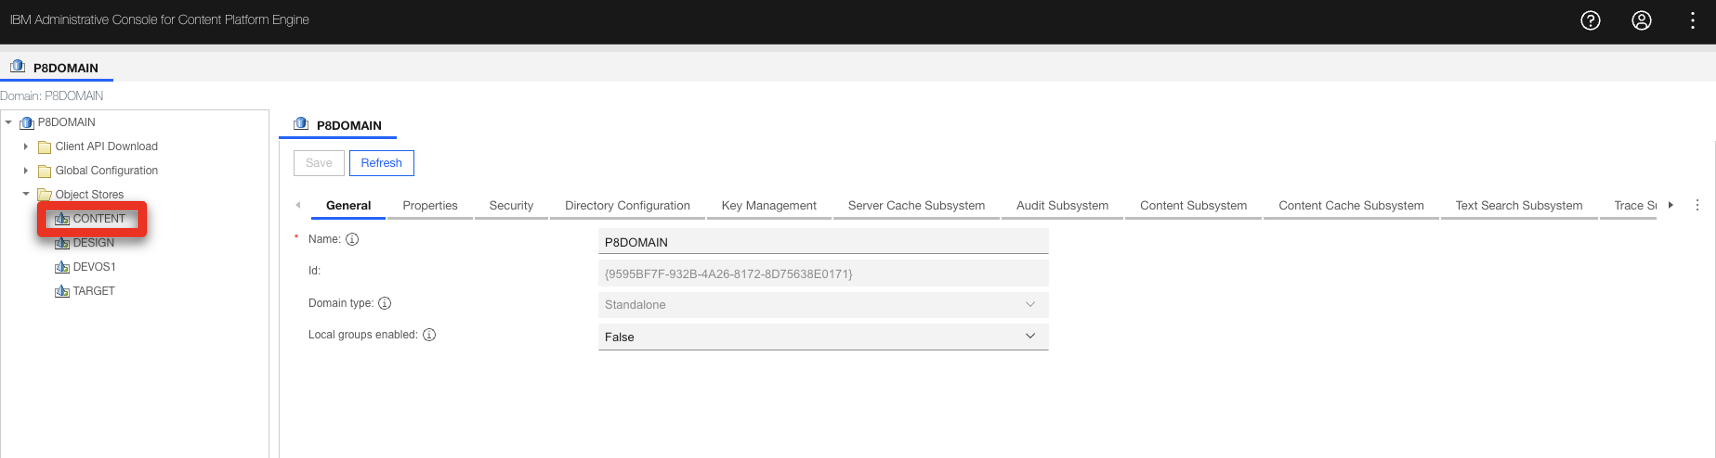 IBM Administrative Console for Content Platform Engine
P8DOMAIN
Domain: P8DOMAIN
P8DOMAIN
Client API Download
Global Configuration
Object Stores
CONTENT
DESIGN
DEVOS1
TARGET
P8DOMAIN
Save Refresh
General Properties Security Directory Configuration Key Management Server Cache Subsystem Audit Subsystem Content Subsystem Content Cache Subsystem Text Search Subsystem Trace
* Name: P8DOMAIN
Id: {9595BF7F-932B-4A26-8172-8D75638E0171}
Domain type: Standalone
Local groups enabled: False